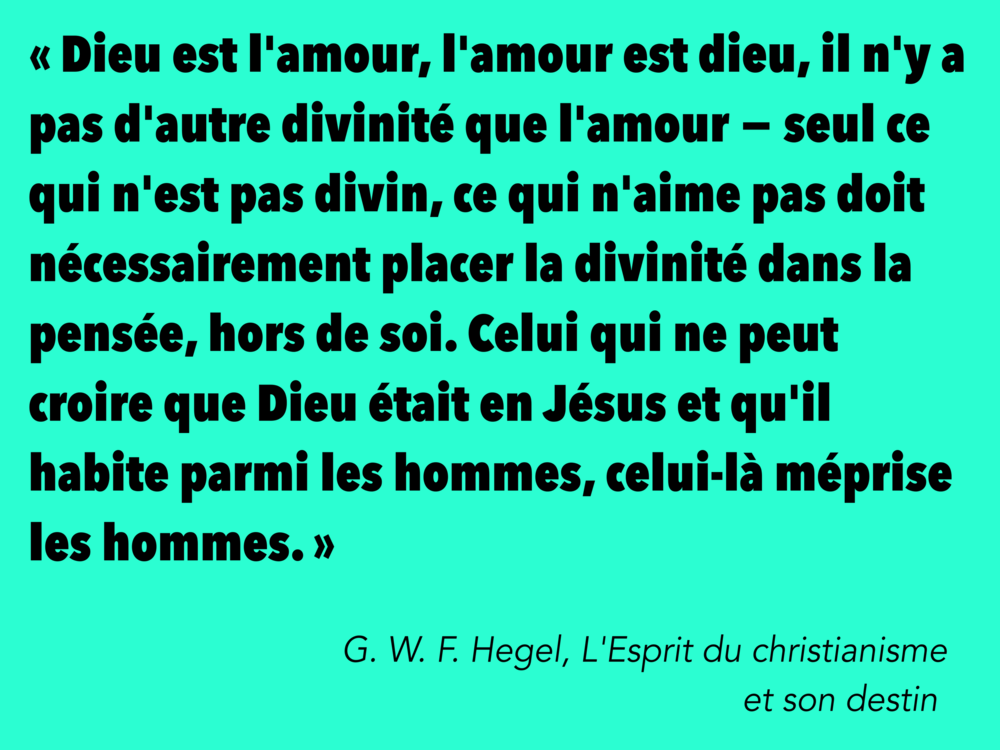 « Dieu est l'amour, l'amour est dieu, il n'y a
pas d'autre divinité que l'amour – seul ce
qui n'est pas divin, ce qui n'aime pas doit
nécessairement placer la divinité dans la
pensée, hors de soi. Celui qui ne peut
croire que Dieu était en Jésus et qu'il
habite parmi les hommes, celui-là méprise
les hommes. »
G. W. F. Hegel, L'Esprit du christianisme
et son destin